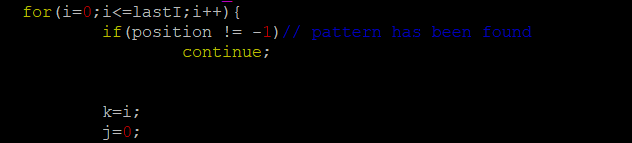 for(i=0;i<=lastI;i++){
if(position != -1)// pattern has been found
continue;
k=i;
j=0;